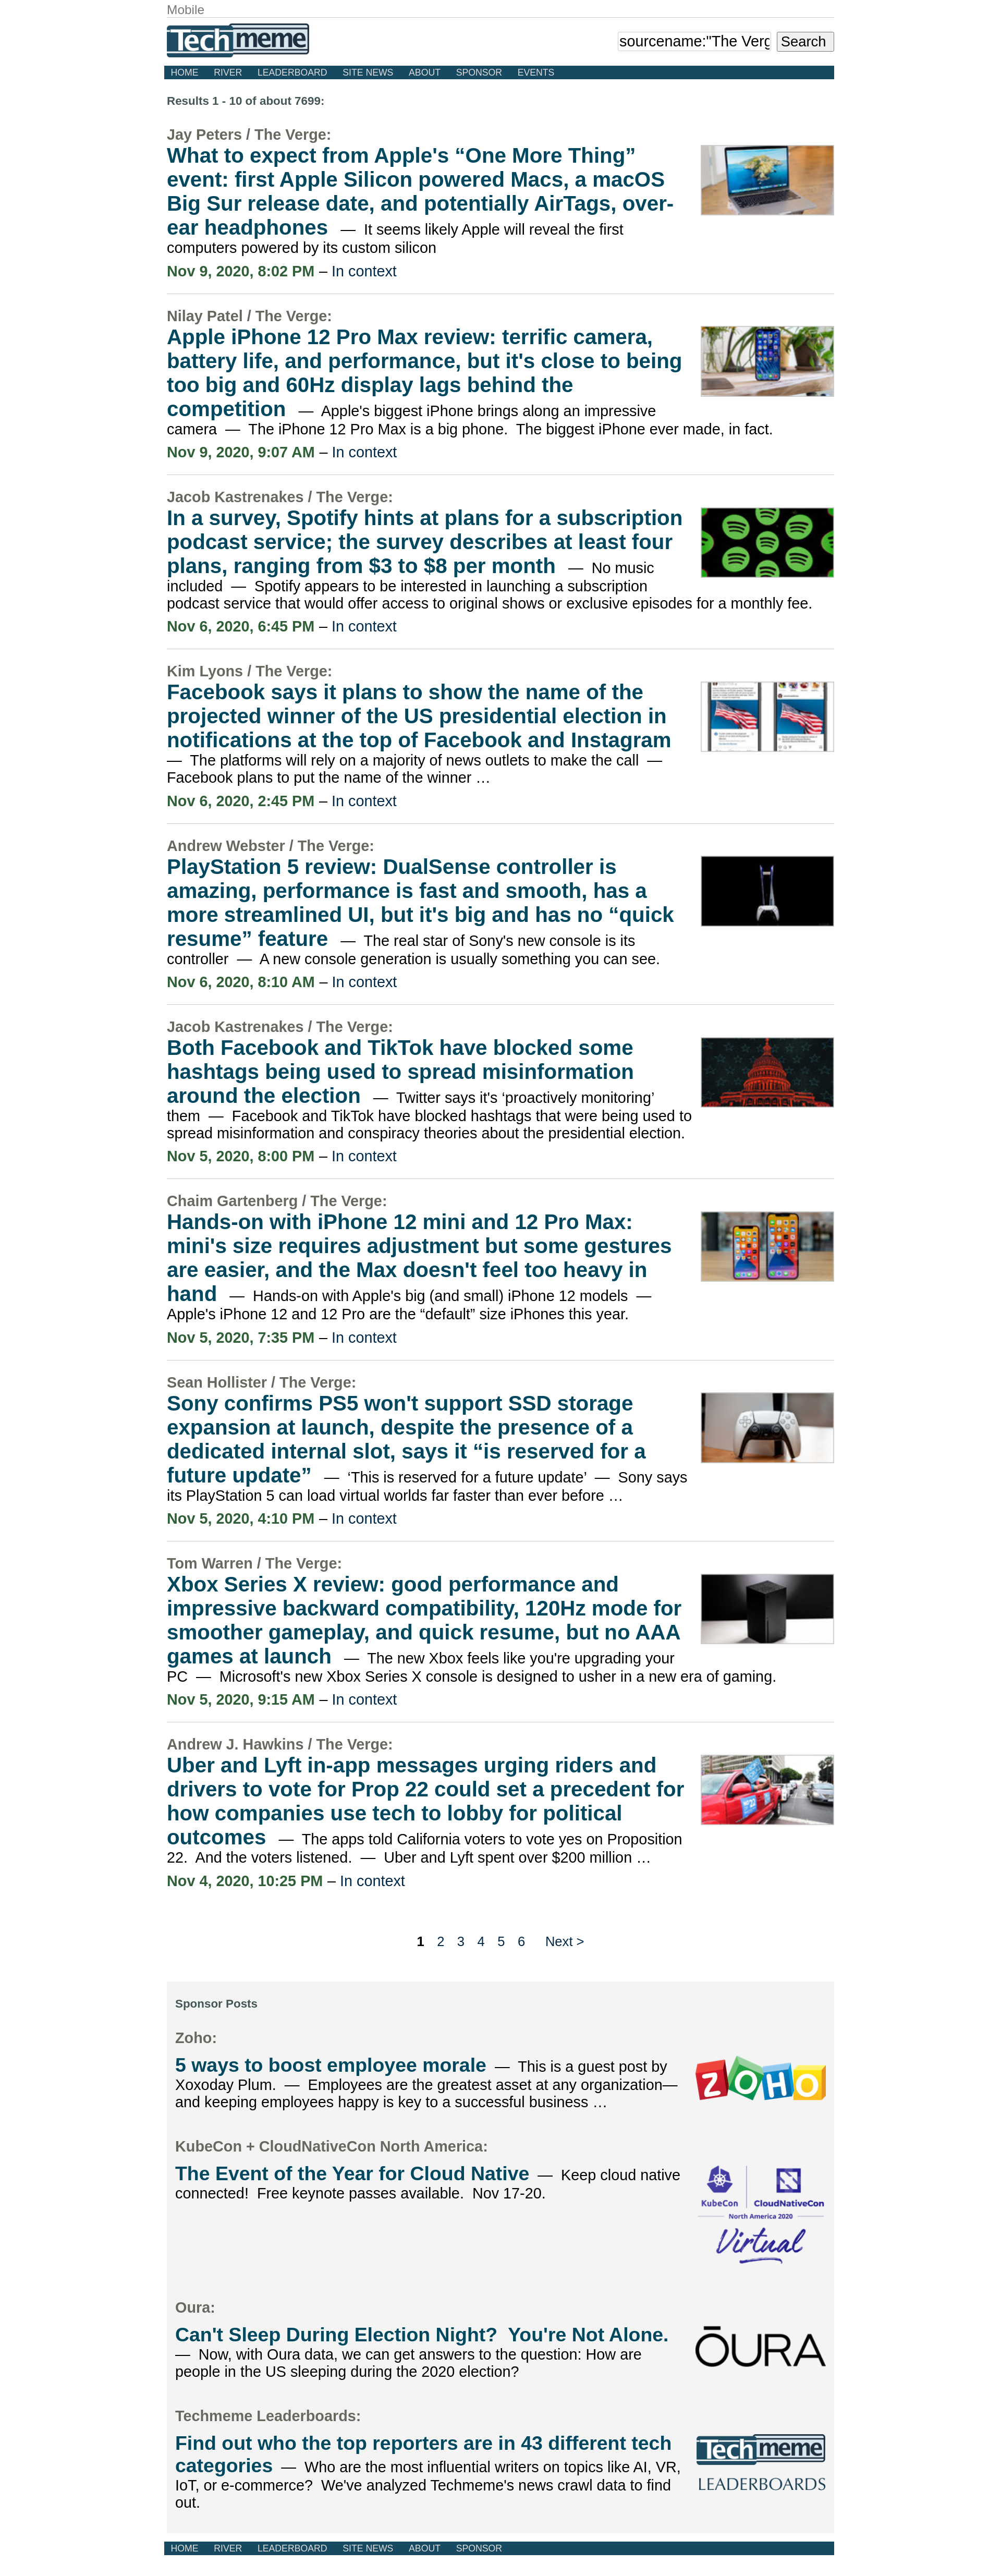 Mobile
Techmeme
sourcename:"The Verg
Search
HOME RIVER LEADERBOARD SITE NEWS ABOUT SPONSOR EVENTS
Results 1 - 10 of about 7699:
Jay Peters / The Verge:
What to expect from Apple's “One More Thing”
event: first Apple Silicon powered Macs, a macOS
Big Sur release date, and potentially AirTags, over-
ear headphones — It seems likely Apple will reveal the first
computers powered by its custom silicon
Nov 9, 2020, 8:02 PM – In context
Nilay Patel / The Verge:
Apple iPhone 12 Pro Max review: terrific camera,
battery life, and performance, but it's close to being
too big and 60Hz display lags behind the
competition — Apple's biggest iPhone brings along an impressive
camera — The iPhone 12 Pro Max is a big phone. The biggest iPhone ever made, in fact.
Nov 9, 2020, 9:07 AM – In context
Jacob Kastrenakes / The Verge:
In a survey, Spotify hints at plans for a subscription
podcast service; the survey describes at least four
plans, ranging from $3 to $8 per month — No music
included — Spotify appears to be interested in launching a subscription
podcast service that would offer access to original shows or exclusive episodes for a monthly fee.
Nov 6, 2020, 6:45 PM – In context
Kim Lyons / The Verge:
Facebook says it plans to show the name of the
projected winner of the US presidential election in
notifications at the top of Facebook and Instagram
— The platforms will rely on a majority of news outlets to make the call —
Facebook plans to put the name of the winner …
Nov 6, 2020, 2:45 PM – In context
Andrew Webster / The Verge:
PlayStation 5 review: DualSense controller is
amazing, performance is fast and smooth, has a
more streamlined UI, but it's big and has no “quick
resume” feature — The real star of Sony's new console is its
controller — A new console generation is usually something you can see.
Nov 6, 2020, 8:10 AM – In context
Jacob Kastrenakes / The Verge:
Both Facebook and TikTok have blocked some
hashtags being used to spread misinformation
around the election — Twitter says it's ‘proactively monitoring’
them — Facebook and TikTok have blocked hashtags that were being used to
spread misinformation and conspiracy theories about the presidential election.
Nov 5, 2020, 8:00 PM – In context
Chaim Gartenberg / The Verge:
Hands-on with iPhone 12 mini and 12 Pro Max:
mini's size requires adjustment but some gestures
are easier, and the Max doesn't feel too heavy in
hand — Hands-on with Apple's big (and small) iPhone 12 models —
Apple's iPhone 12 and 12 Pro are the “default” size iPhones this year.
Nov 5, 2020, 7:35 PM – In context
Sean Hollister / The Verge:
Sony confirms PS5 won't support SSD storage
expansion at launch, despite the presence of a
dedicated internal slot, says it “is reserved for a
future update” — ‘This is reserved for a future update’ — Sony says
its PlayStation 5 can load virtual worlds far faster than ever before …
Nov 5, 2020, 4:10 PM – In context
Tom Warren / The Verge:
Xbox Series X review: good performance and
impressive backward compatibility, 120Hz mode for
smoother gameplay, and quick resume, but no AAA
games at launch — The new Xbox feels like you're upgrading your
PC — Microsoft's new Xbox Series X console is designed to usher in a new era of gaming.
Nov 5, 2020, 9:15 AM – In context
Andrew J. Hawkins / The Verge:
Uber and Lyft in-app messages urging riders and
drivers to vote for Prop 22 could set a precedent for
how companies use tech to lobby for political
outcomes — The apps told California voters to vote yes on Proposition
22. And the voters listened. — Uber and Lyft spent over $200 million …
Nov 4, 2020, 10:25 PM – In context
1 2 3 4 5 6 Next >
Sponsor Posts
Zoho:
5 ways to boost employee morale — This is a guest post by
Xoxoday Plum. — Employees are the greatest asset at any organization—
and keeping employees happy is key to a successful business …
ZOHO
KubeCon + CloudNativeCon North America:
The Event of the Year for Cloud Native — Keep cloud native
connected! Free keynote passes available. Nov 17-20.
KubeCon CloudNativeCon
North America 2020
Virtual
Oura:
Can't Sleep During Election Night? You're Not Alone.
— Now, with Oura data, we can get answers to the question: How are
people in the US sleeping during the 2020 election?
ŌURA
Techmeme Leaderboards:
Find out who the top reporters are in 43 different tech
categories — Who are the most influential writers on topics like AI, VR,
IoT, or e-commerce? We've analyzed Techmeme's news crawl data to find
out.
Techmeme
LEADERBOARDS
HOME RIVER LEADERBOARD SITE NEWS ABOUT SPONSOR